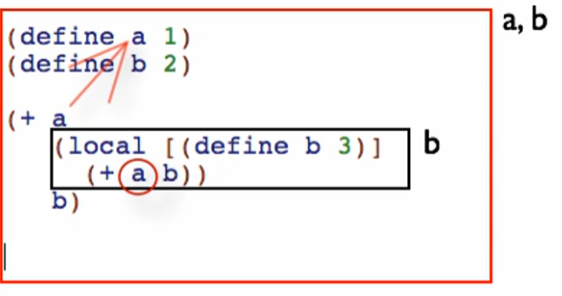 a, b
(define a 1)
(define b 2)
(+ a
(local [(define b 3)]
b
(+ a b))
b)